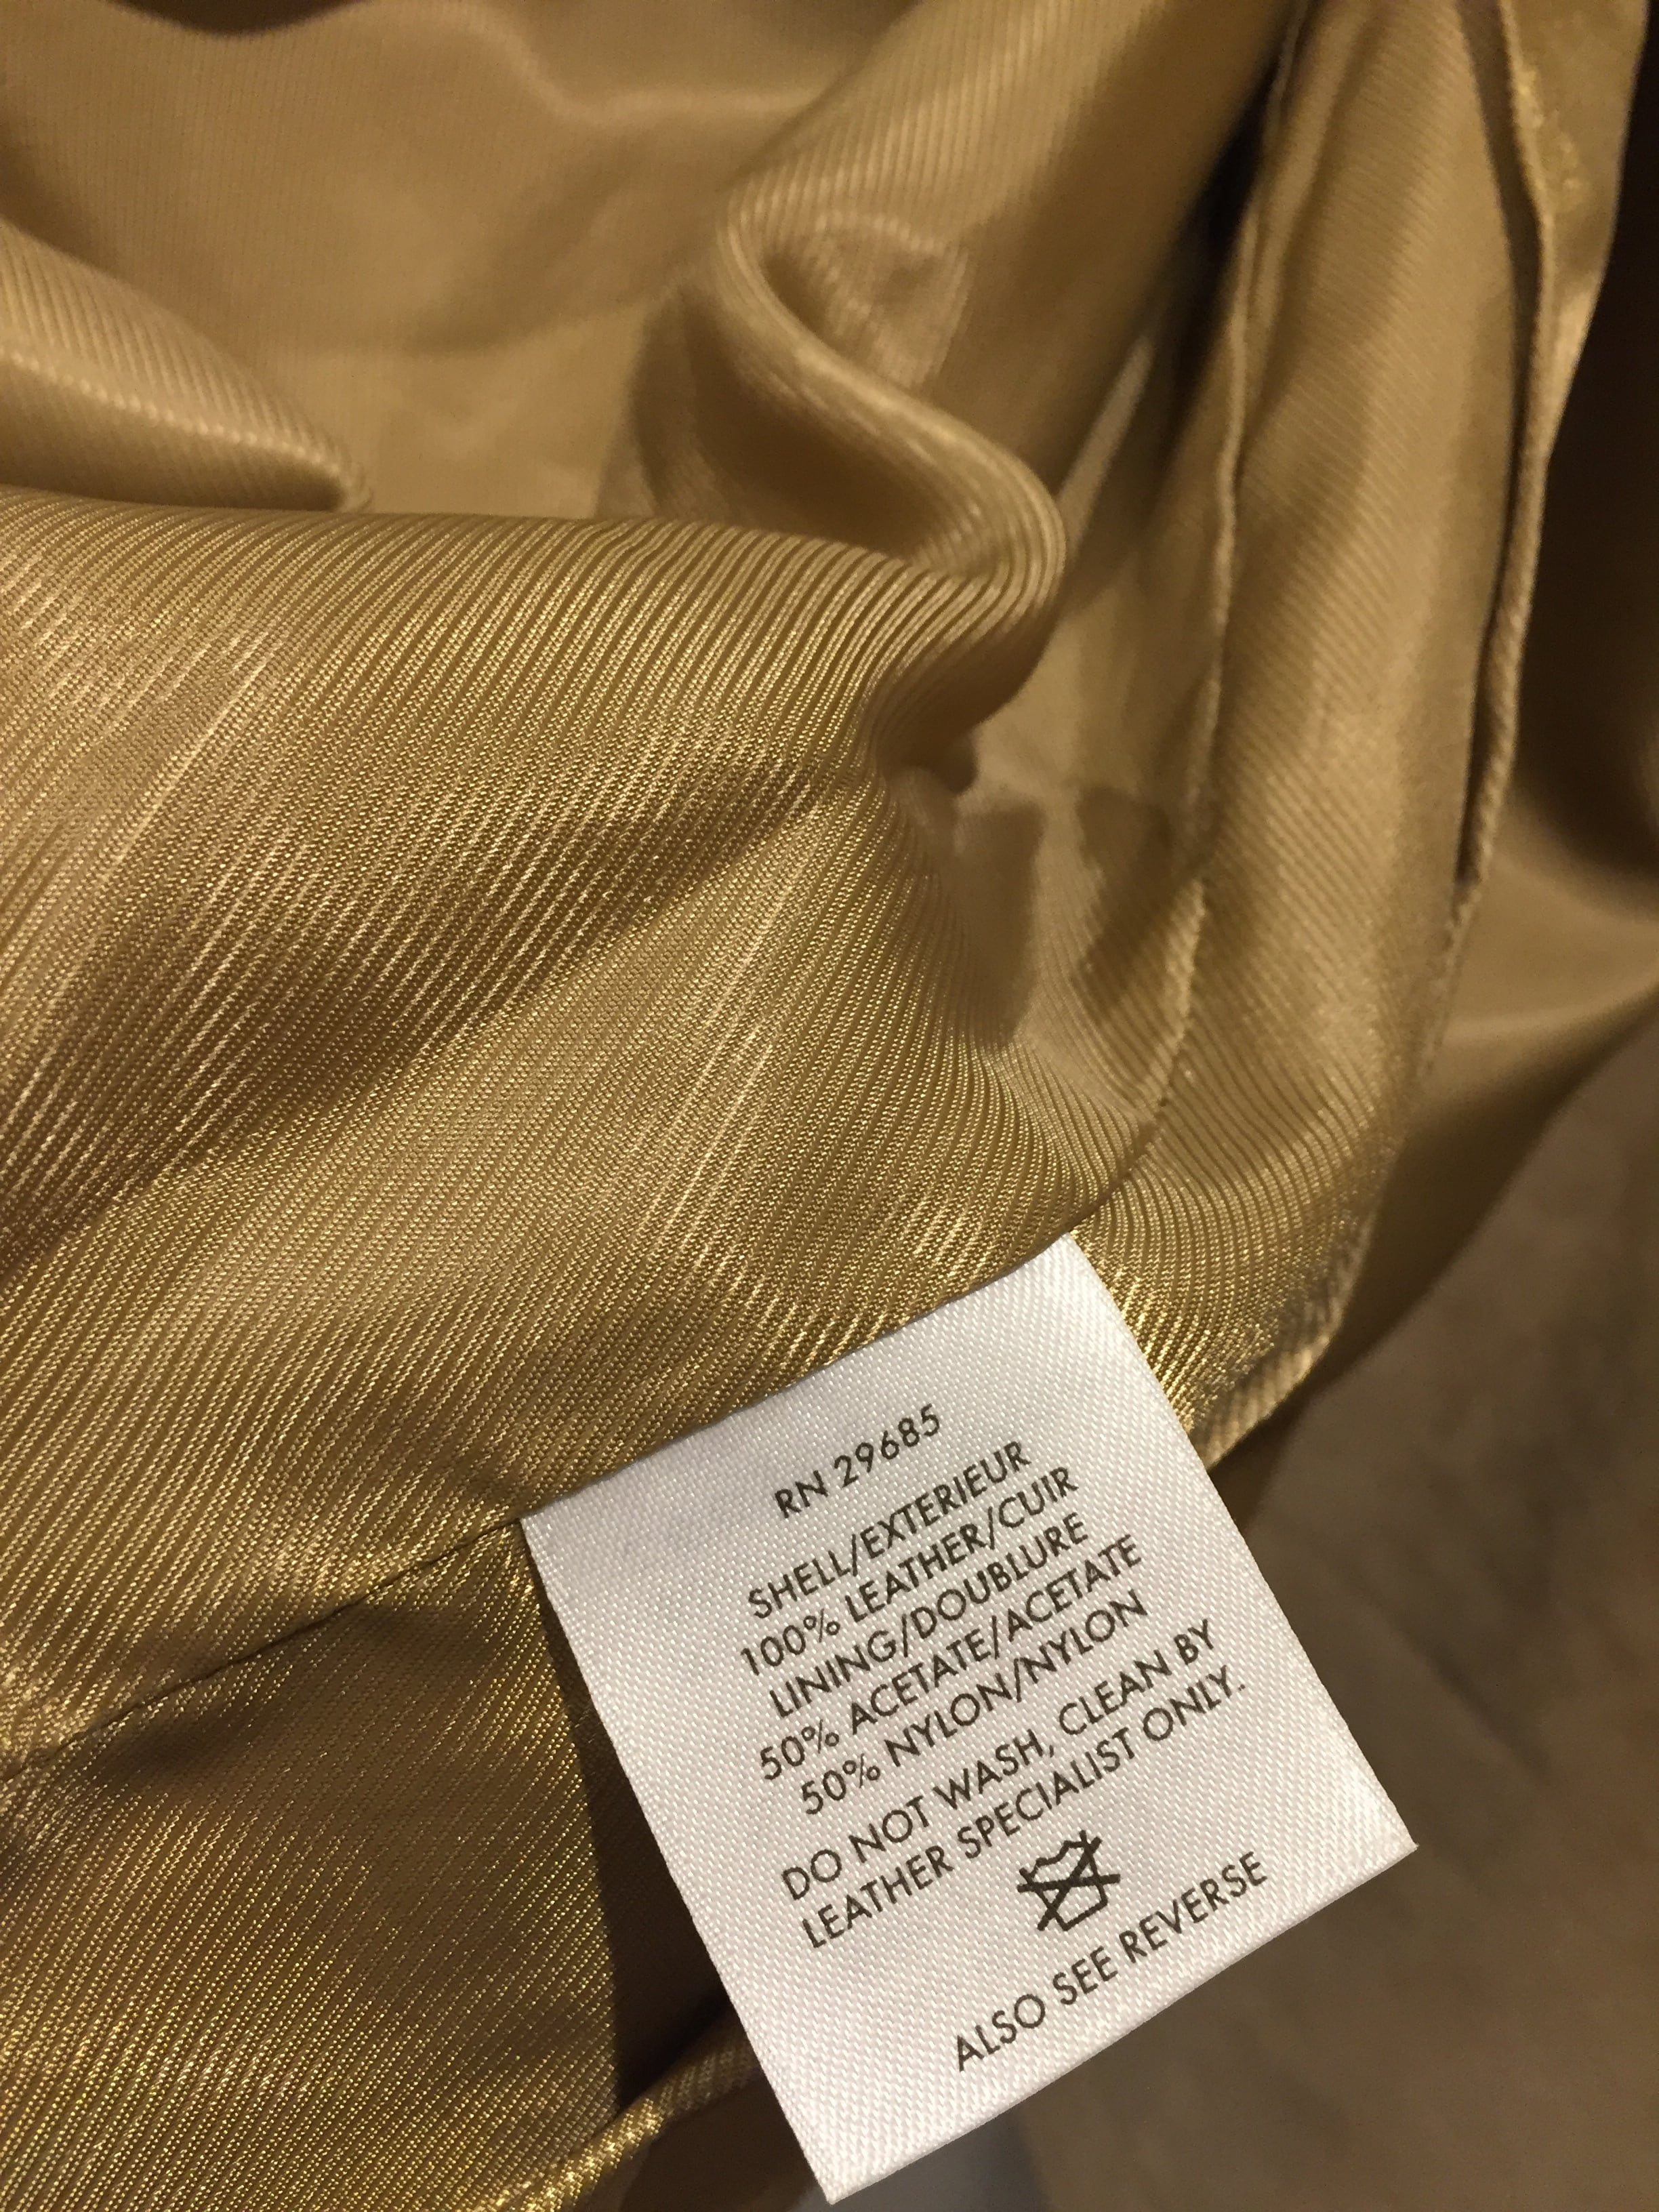 RN 29685
SHELL/EXTERIEUR
100% LEATHER/CUIR
LINING/DOUBLURE
50% ACETATE/ACETATE
50% NYLON/NYLON
DO NOT WASH, CLEAN BY
LEATHER SPECIALIST ONLY.
ALSO SEE REVERSE